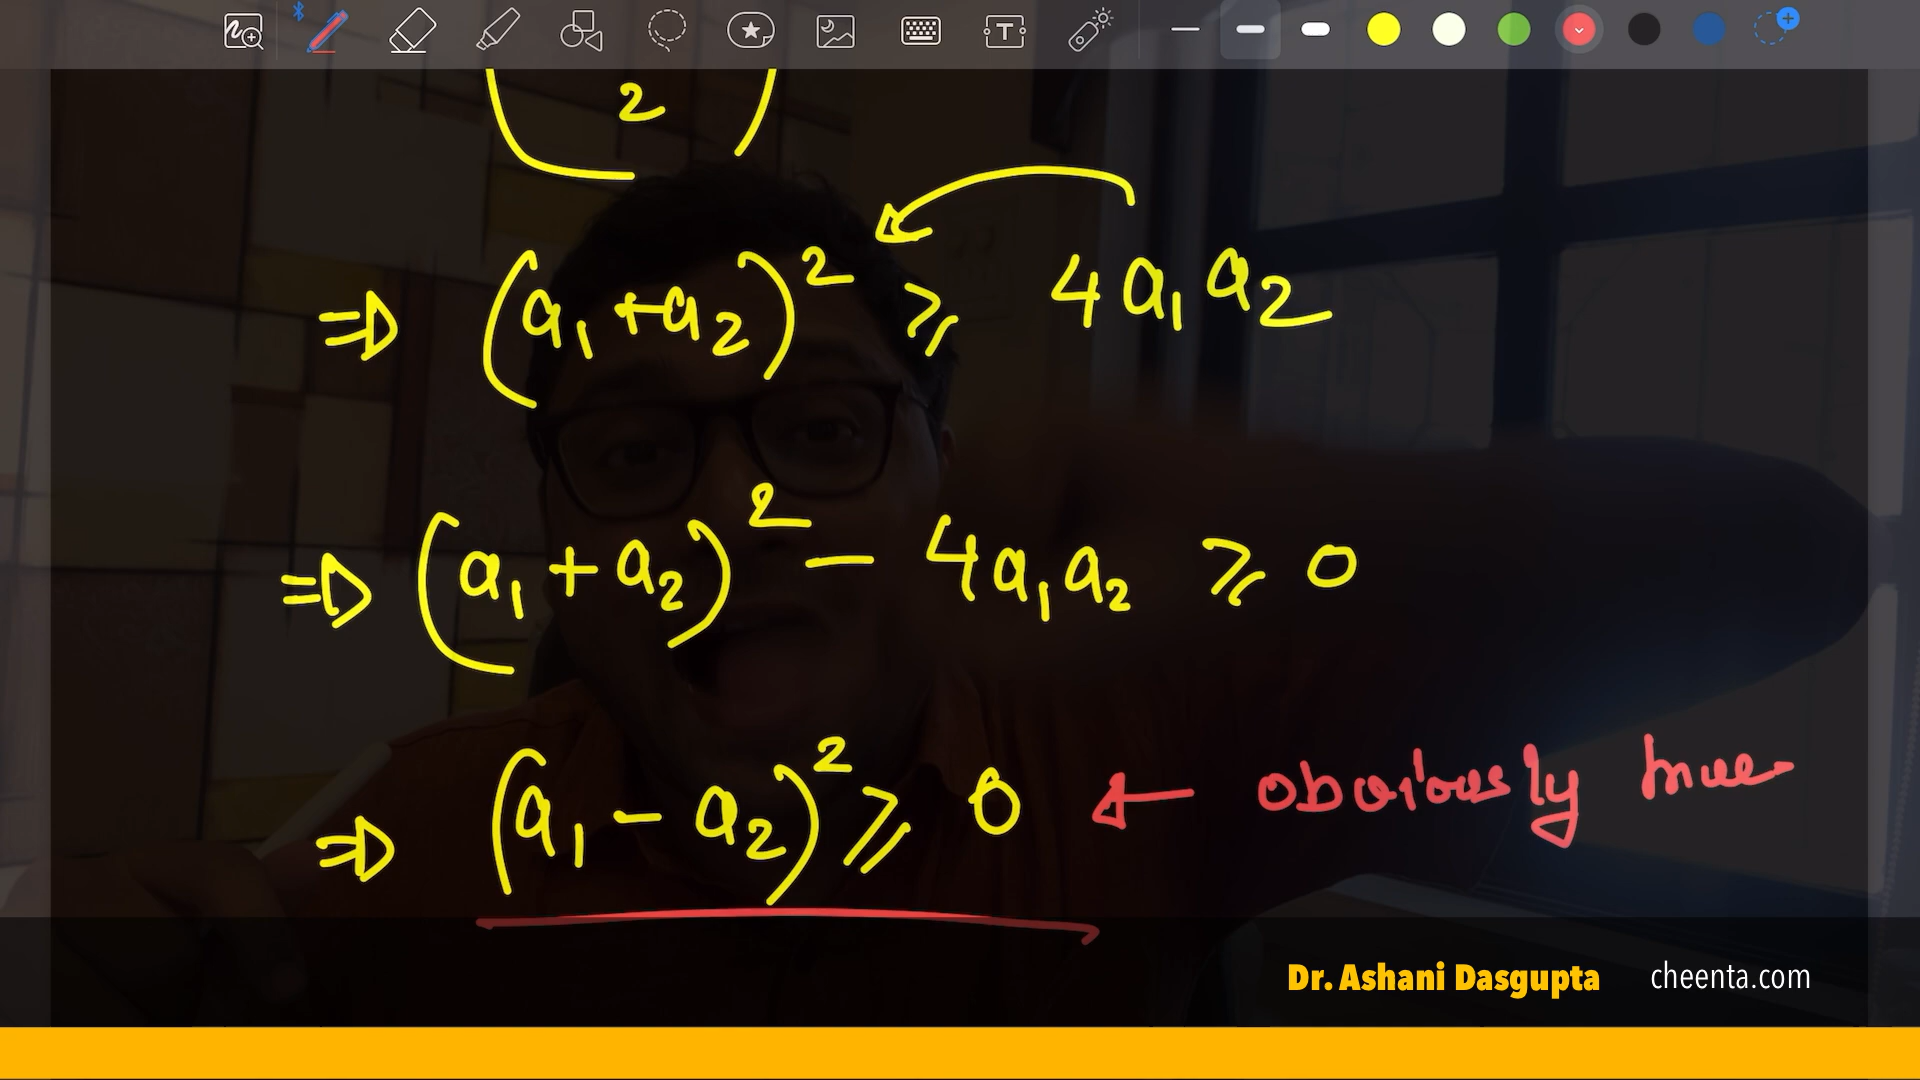 2
⇒ (a₁+a₂)² ≥ 4a₁a₂
⇒ (a₁+a₂)² − 4a₁a₂ ≥ 0
⇒ (a₁−a₂)² ≥ 0 ← obviously true
Dr. Ashani Dasgupta cheenta.com